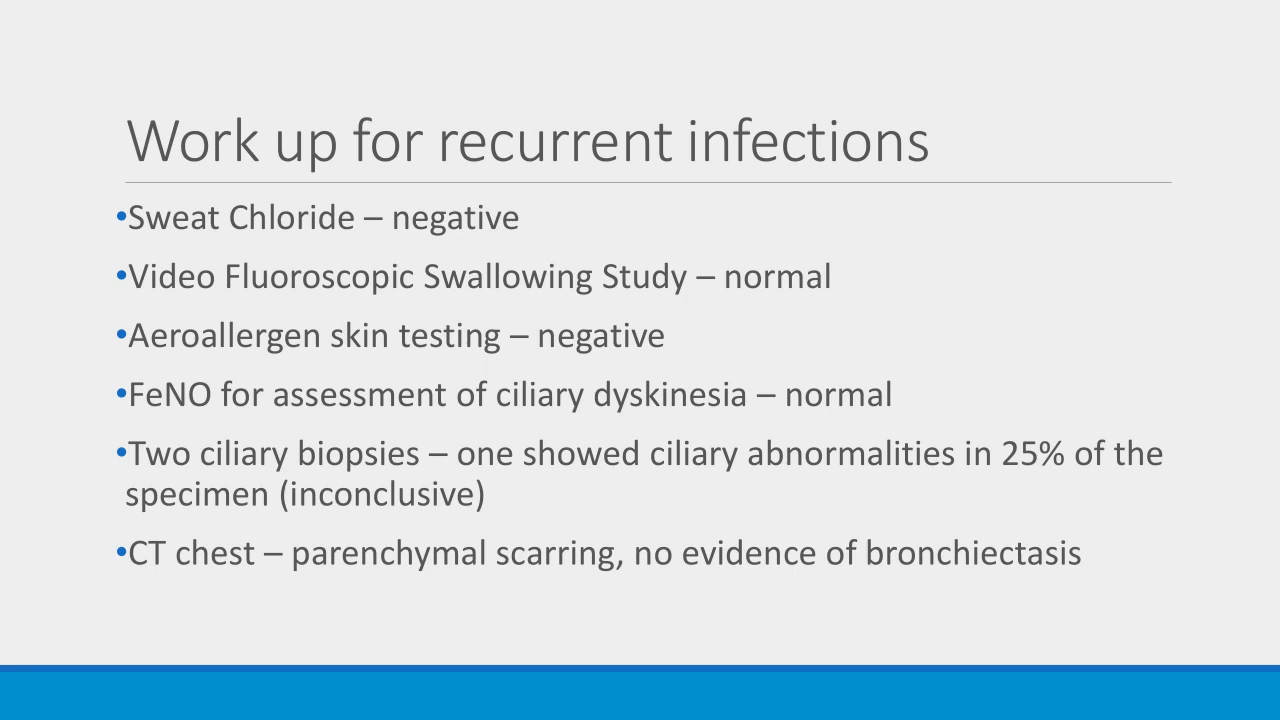 Work up for recurrent infections
•Sweat Chloride – negative
•Video Fluoroscopic Swallowing Study – normal
•Aeroallergen skin testing – negative
•FeNO for assessment of ciliary dyskinesia – normal
•Two ciliary biopsies – one showed ciliary abnormalities in 25% of the
specimen (inconclusive)
•CT chest – parenchymal scarring, no evidence of bronchiectasis